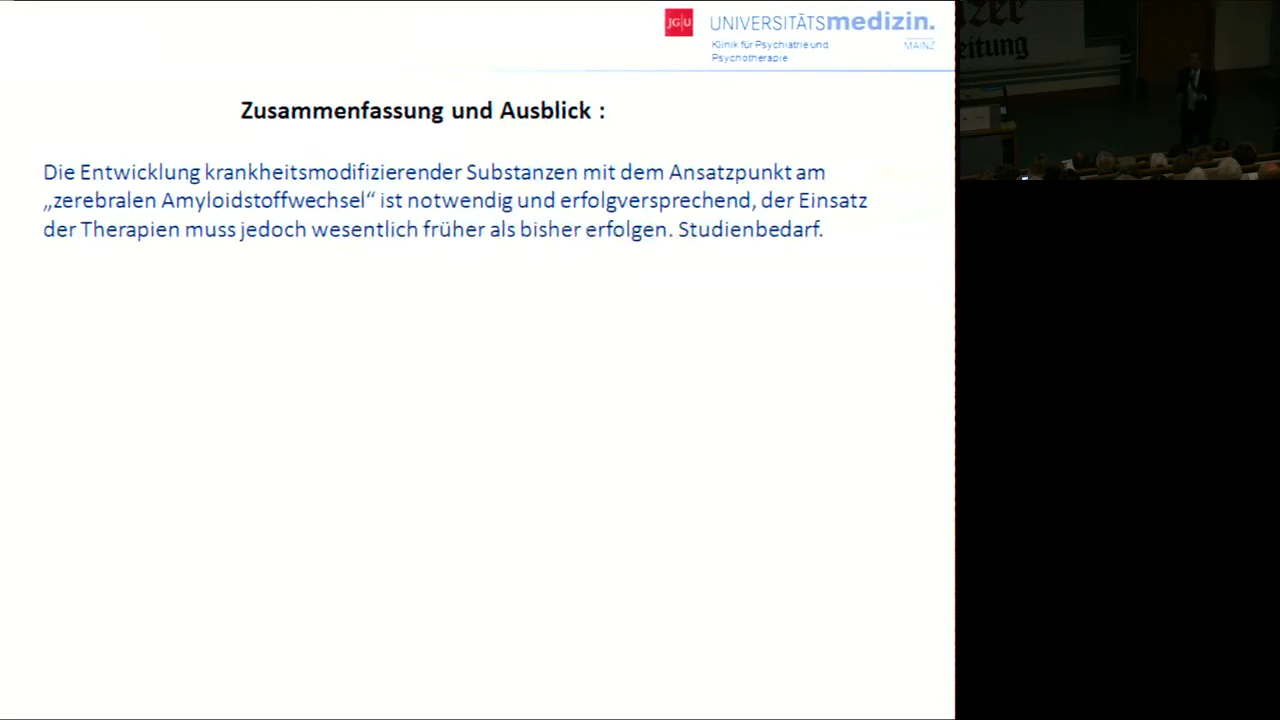 JG|U
UNIVERSITÄTSmedizin.
Klinik für Psychiatrie und
Psychotherapie
MAINZ
Zusammenfassung und Ausblick :
Die Entwicklung krankheitsmodifizierender Substanzen mit dem Ansatzpunkt am
„zerebralen Amyloidstoffwechsel“ ist notwendig und erfolgversprechend, der Einsatz
der Therapien muss jedoch wesentlich früher als bisher erfolgen. Studienbedarf.